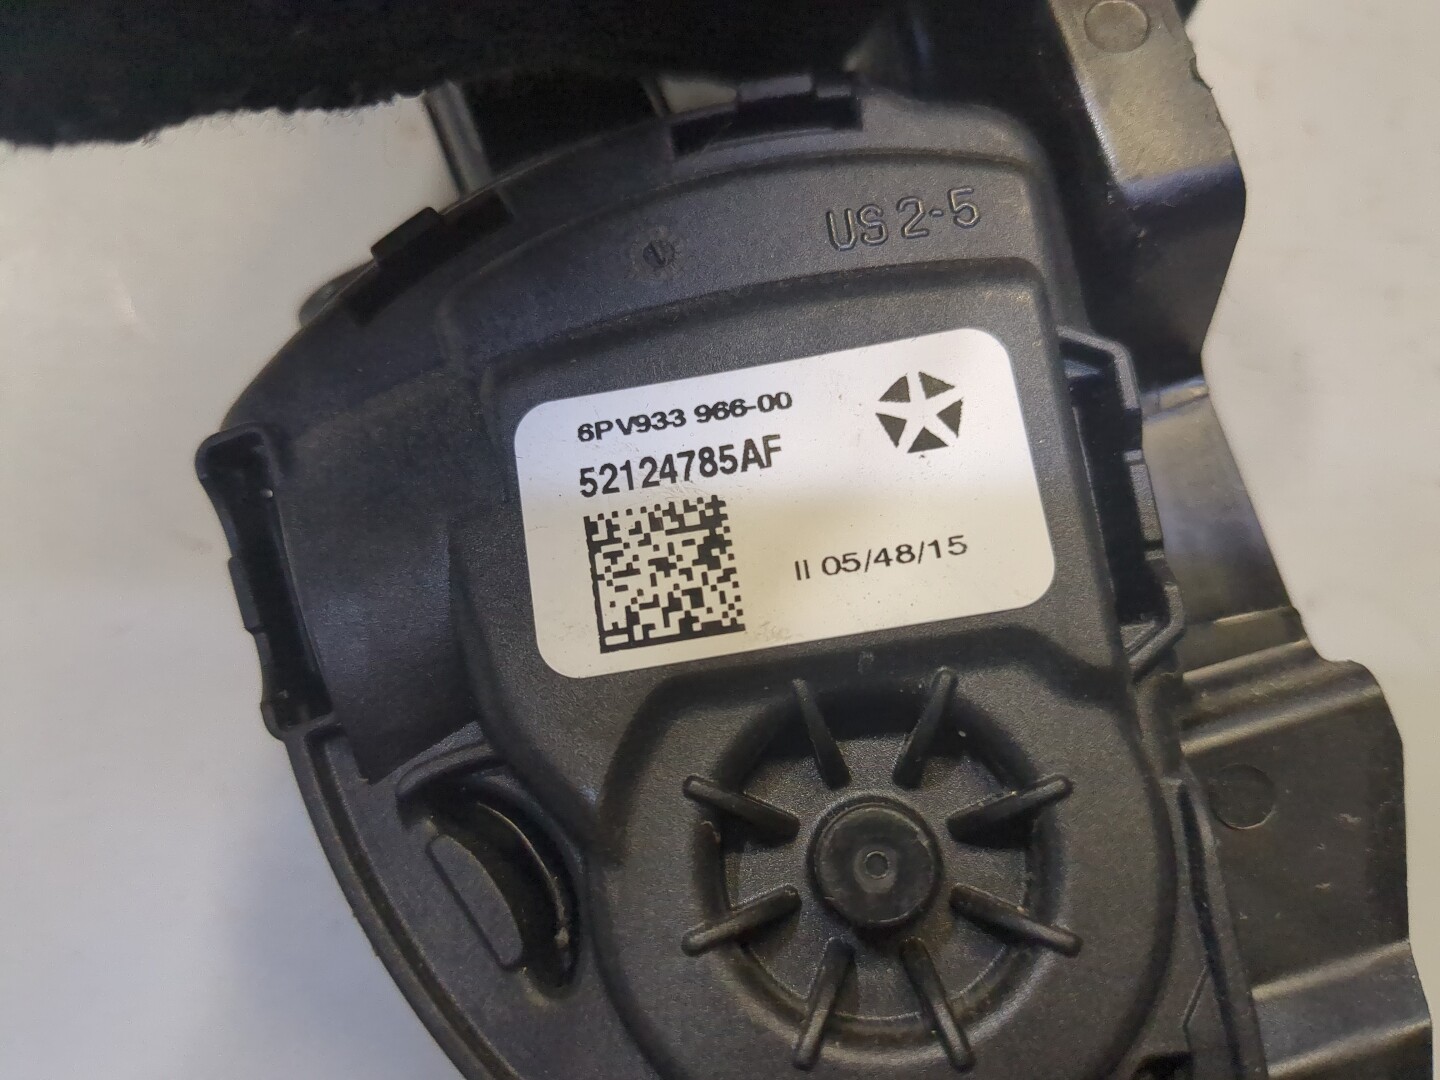 US 2-5
6PV933 966-00
52124785AF
II 05/48/15